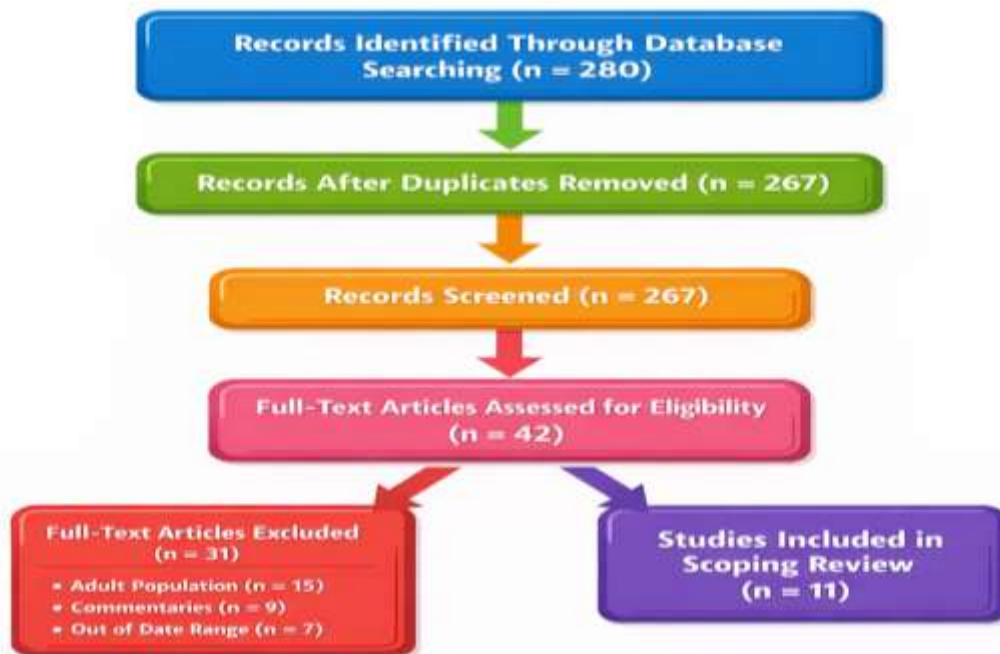 Records Identified Through Database
Searching (n = 280)
Records After Duplicates Removed (n = 267)
Records Screened (n = 267)
Full-Text Articles Assessed for Eligibility
(n = 42)
Full-Text Articles Excluded
(n = 31)
• Adult Population (n = 15)
• Commentaries (n = 9)
• Out of Date Range (n = 7)
Studies Included in
Scoping Review
(n = 11)